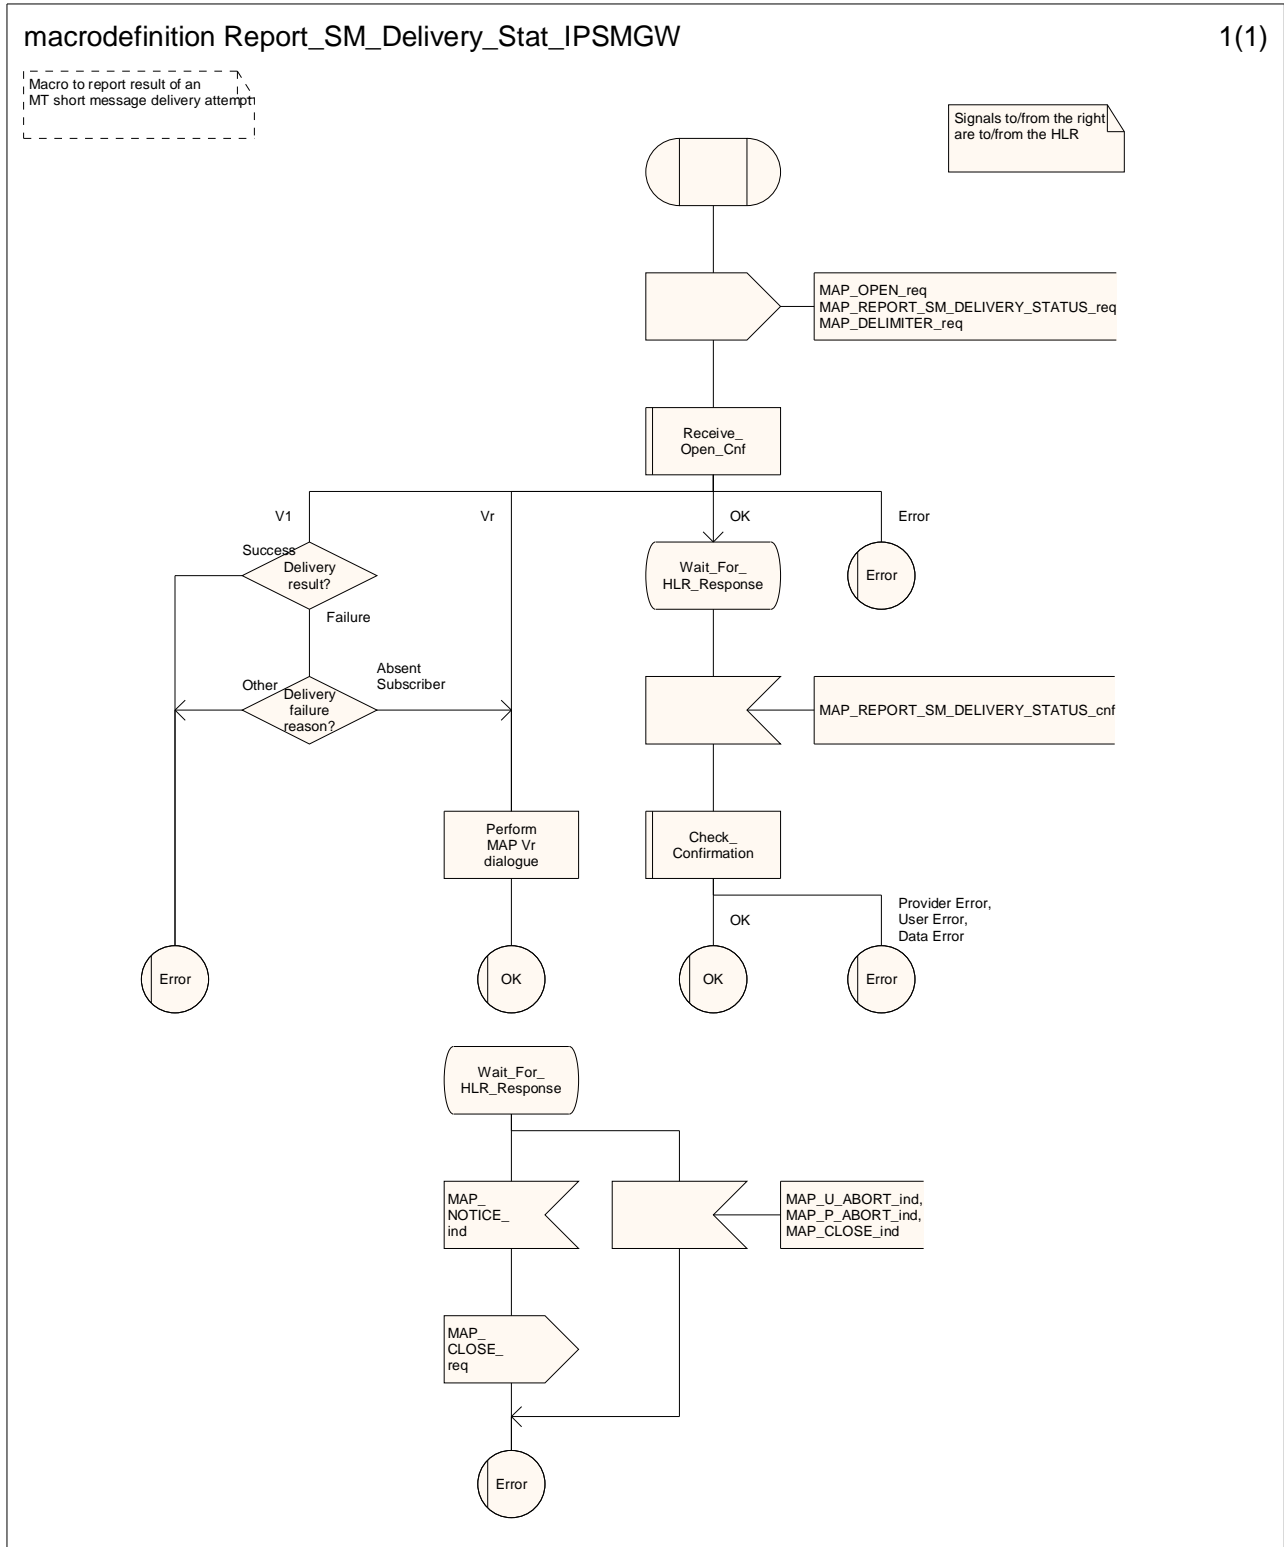 macrodefinition Report_SM_Delivery_Stat_IPSMGW
1(1)
Macro to report result of an
MT short message delivery attempt
Signals to/from the right
are to/from the HLR
MAP_OPEN_req
MAP_REPORT_SM_DELIVERY_STATUS_req
MAP_DELIMITER_req
Receive_
Open_Cnf
V1
Vr
OK
Error
Success
Delivery
result?
Wait_For_
HLR_Response
Error
Failure
Other
Absent
Subscriber
Delivery
failure
reason?
MAP_REPORT_SM_DELIVERY_STATUS_cnf
Perform
MAP Vr
dialogue
Check_
Confirmation
OK
Provider Error,
User Error,
Data Error
Error
OK
OK
Error
Wait_For_
HLR_Response
MAP_
NOTICE_
ind
MAP_U_ABORT_ind,
MAP_P_ABORT_ind,
MAP_CLOSE_ind
MAP_
CLOSE_
req
Error